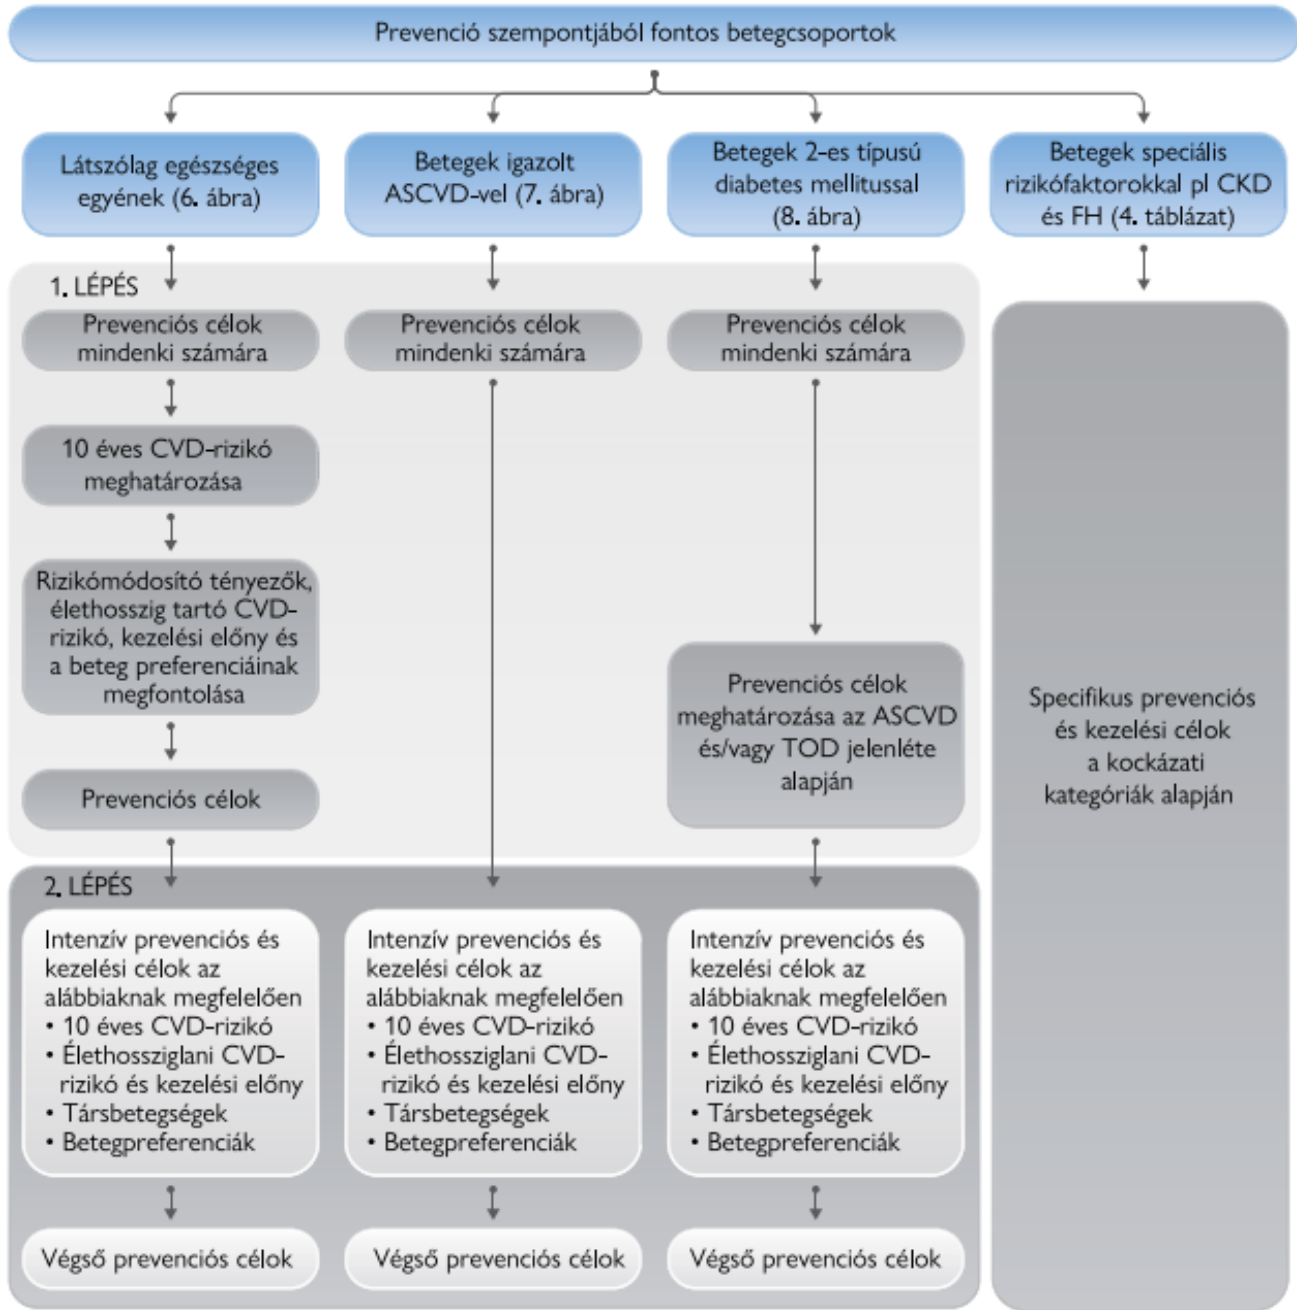 Prevenció szempontjából fontos betegcsoportok
Látszólag egészséges
egyének (6. ábra)
Betegek igazolt
ASCVD-vel (7. ábra)
Betegek 2-es típusú
diabetes mellitussal
(8. ábra)
Betegek speciális
rizikófaktorokkal pl CKD
és FH (4. táblázat)
1. LÉPÉS
Prevenciós célok
mindenki számára
10 éves CVD-rizikó
meghatározása
Rizikómódosító tényezők,
élethosszig tartó CVD-
rizikó, kezelési előny és
a beteg preferenciáinak
megfontolása
Prevenciós célok
Prevenciós célok
mindenki számára
Prevenciós célok
mindenki számára
Prevenciós célok
meghatározása az ASCVD
és/vagy TOD jelenléte
alapján
Specifikus prevenciós
és kezelési célok
a kockázati
kategóriák alapján
2. LÉPÉS
Intenzív prevenciós és
kezelési célok az
alábbiaknak megfelelően
• 10 éves CVD-rizikó
• Élethossziglani CVD-
rizikó és kezelési előny
• Társbetegségek
• Betegpreferenciák
Végső prevenciós célok
Intenzív prevenciós és
kezelési célok az
alábbiaknak megfelelően
• 10 éves CVD-rizikó
• Élethossziglani CVD-
rizikó és kezelési előny
• Társbetegségek
• Betegpreferenciák
Végső prevenciós célok
Intenzív prevenciós és
kezelési célok az
alábbiaknak megfelelően
• 10 éves CVD-rizikó
• Élethossziglani CVD-
rizikó és kezelési előny
• Társbetegségek
• Betegpreferenciák
Végső prevenciós célok